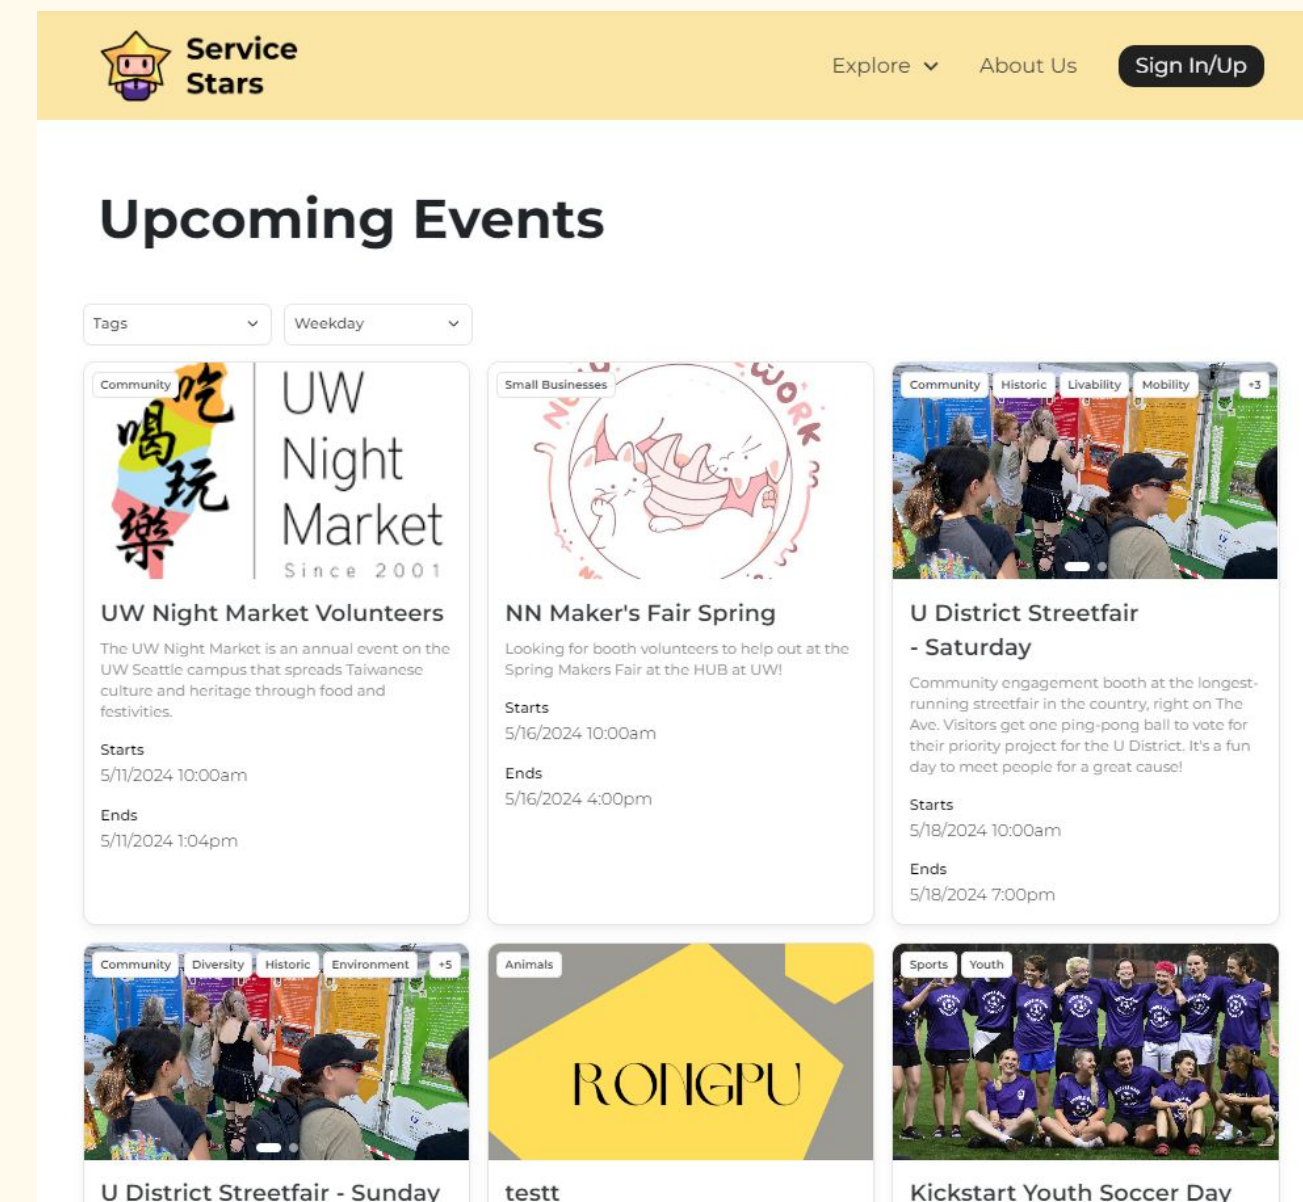 Service
Stars
Explore
About Us
Sign In/Up
Upcoming Events
Tags
Weekday
Community
吃
喝
玩
樂
UW
Night
Market
Since 2001
UW Night Market Volunteers
The UW Night Market is an annual event on the
UW Seattle campus that spreads Taiwanese
culture and heritage through food and
festivities.
Starts
5/11/2024 10:00am
Ends
5/11/2024 1:04pm
Small Businesses
WORK
NN Maker's Fair Spring
Looking for booth volunteers to help out at the
Spring Makers Fair at the HUB at UW!
Starts
5/16/2024 10:00am
Ends
5/16/2024 4:00pm
Community Historic Livability Mobility +3
U District Streetfair
- Saturday
Community engagement booth at the longest-
running streetfair in the country, right on The
Ave. Visitors get one ping-pong ball to vote for
their priority project for the U District. It's a fun
day to meet people for a great cause!
Starts
5/18/2024 10:00am
Ends
5/18/2024 7:00pm
Community Diversity Historic Environment +5
U District Streetfair - Sunday
Animals
RONGPU
testt
Sports Youth
Kickstart Youth Soccer Day